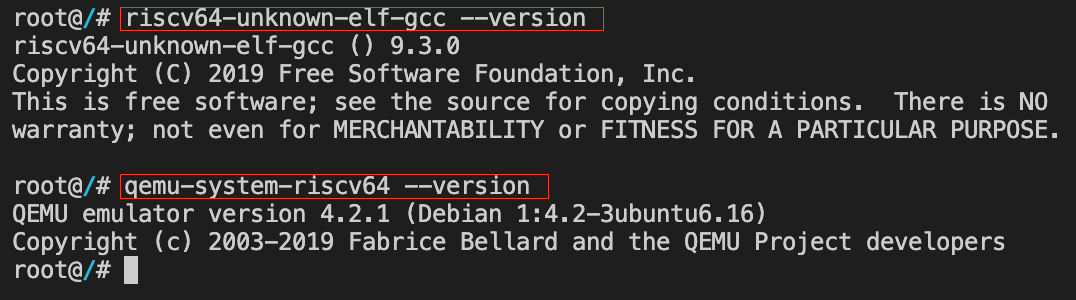 root@/# riscv64-unknown-elf-gcc --version
riscv64-unknown-elf-gcc () 9.3.0
Copyright (C) 2019 Free Software Foundation, Inc.
This is free software; see the source for copying conditions.  There is NO
warranty; not even for MERCHANTABILITY or FITNESS FOR A PARTICULAR PURPOSE.
root@/# qemu-system-riscv64 --version
QEMU emulator version 4.2.1 (Debian 1:4.2-3ubuntu6.16)
Copyright (c) 2003-2019 Fabrice Bellard and the QEMU Project developers
root@/#